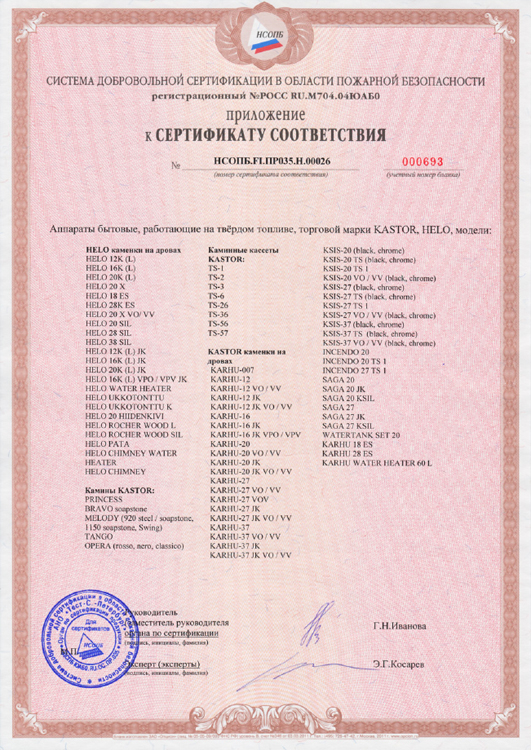 НСОПБ
СИСТЕМА ДОБРОВОЛЬНОЙ СЕРТИФИКАЦИИ В ОБЛАСТИ ПОЖАРНОЙ БЕЗОПАСНОСТИ
регистрационный №РОСС RU.М704.04ЮАБ0
приложение
к СЕРТИФИКАТУ СООТВЕТСТВИЯ
№ НСОПБ.FI.ПР035.Н.00026 000693
(номер сертификата соответствия) (учетный номер бланка)
Аппараты бытовые, работающие на твёрдом топливе, торговой марки KASTOR, HELO, модели:
HELO каменки на дровах
HELO 12K (L)
HELO 16K (L)
HELO 20K (L)
HELO 20 X
HELO 18 ES
HELO 28K ES
HELO 20 X VO/ VV
HELO 20 SIL
HELO 28 SIL
HELO 38 SIL
HELO 12K (L) JK
HELO 16K (L) JK
HELO 20K (L) JK
HELO 16K (L) VPO / VPV JK
HELO WATER HEATER
HELO UKKOTONTTU
HELO UKKOTONTTU K
HELO 20 HIIDENKIVI
HELO ROCHER WOOD L
HELO ROCHER WOOD SIL
HELO PATA
HELO CHIMNEY WATER
HEATER
HELO CHIMNEY
Камины KASTOR:
PRINCESS
BRAVO soapstone
MELODY (920 steel / soapstone,
1150 soapstone, Swing)
TANGO
OPERA (rosso, nero, classico)
Каминные кассеты
KASTOR:
TS-1
TS-2
TS-3
TS-6
TS-26
TS-36
TS-56
TS-57
KASTOR каменки на
дровах
KARHU-007
KARHU-12
KARHU-12 VO / VV
KARHU-12 JK
KARHU-12 JK VO / VV
KARHU-16
KARHU-16 JK
KARHU-16 JK VPO / VPV
KARHU-20
KARHU-20 VO / VV
KARHU-20 JK
KARHU-20 JK VO / VV
KARHU-27
KARHU-27 VO / VV
KARHU-27 VOV
KARHU-27 JK
KARHU-27 JK VO / VV
KARHU-37
KARHU-37 VO / VV
KARHU-37 JK
KARHU-37 JK VO / VV
KSIS-20 (black, chrome)
KSIS-20 TS (black, chrome)
KSIS-20 TS 1
KSIS-20 VO / VV (black, chrome)
KSIS-27 (black, chrome)
KSIS-27 TS (black, chrome)
KSIS-27 TS 1
KSIS-27 VO / VV (black, chrome)
KSIS-37 (black, chrome)
KSIS-37 TS (black, chrome)
KSIS-37 VV (black, chrome)
INCENDO 20
INCENDO 20 TS 1
INCENDO 27 TS 1
SAGA 20
SAGA 20 JK
SAGA 20 KSIL
SAGA 27
SAGA 27 JK
SAGA 27 KSIL
WATERTANK SET 20
KARHU 18 ES
KARHU 28 ES
KARHU WATER HEATER 60 L
Для
сертификатов
НСОПБ
Руководитель
заместитель руководителя
органа по сертификации
(подпись, инициалы, фамилия)
Г.Н.Иванова
М.П.
Эксперт (эксперты)
(подпись, инициалы, фамилия)
Э.Г.Косарев